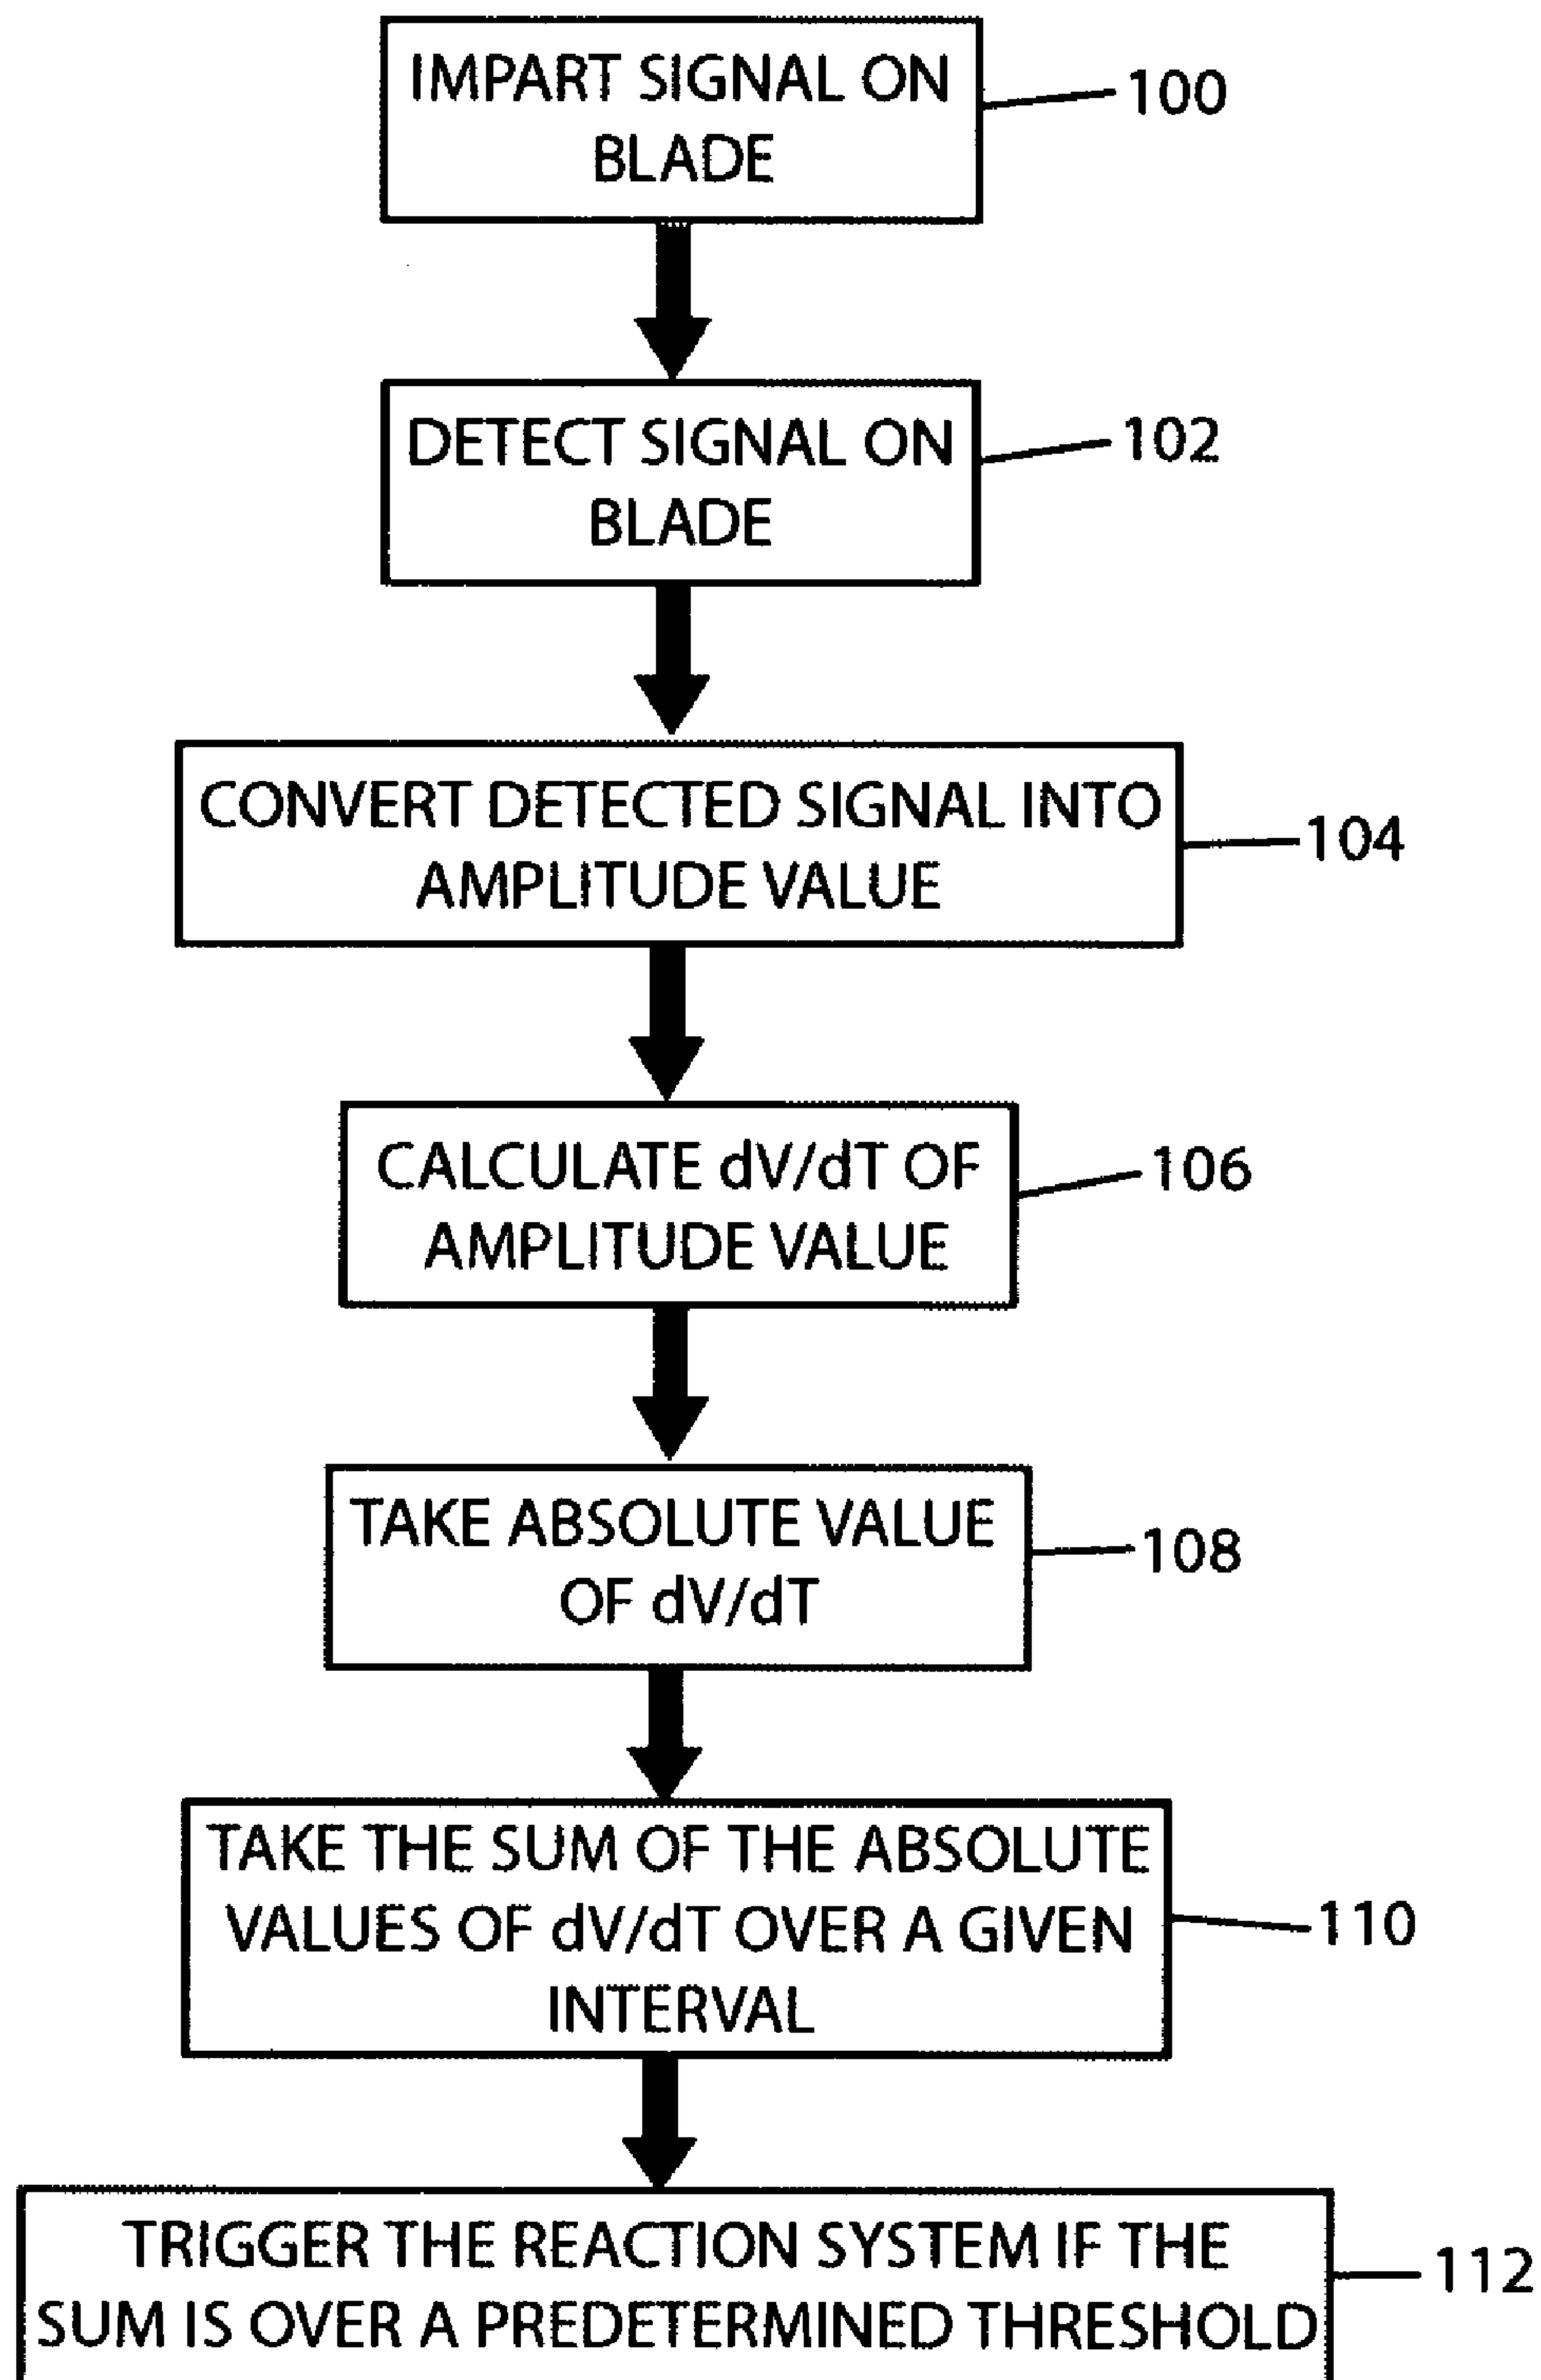 IMPART SIGNAL ON
BLADE
100
DETECT SIGNAL ON
BLADE
102
CONVERT DETECTED SIGNAL INTO
AMPLITUDE VALUE
104
CALCULATE dV/dT OF
AMPLITUDE VALUE
106
TAKE ABSOLUTE VALUE
OF dV/dT
108
TAKE THE SUM OF THE ABSOLUTE
VALUES OF dV/dT OVER A GIVEN
INTERVAL
110
TRIGGER THE REACTION SYSTEM IF THE
SUM IS OVER A PREDETERMINED THRESHOLD
112